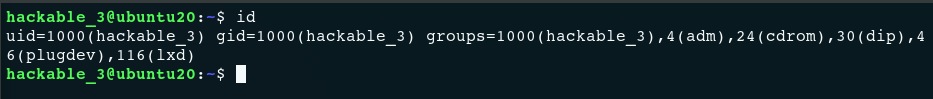 hackable_3@ubuntu20:~$ id
uid=1000(hackable_3) gid=1000(hackable_3) groups=1000(hackable_3),4(adm),24(cdrom),30(dip),4
6(plugdev),116(lxd)
hackable_3@ubuntu20:~$